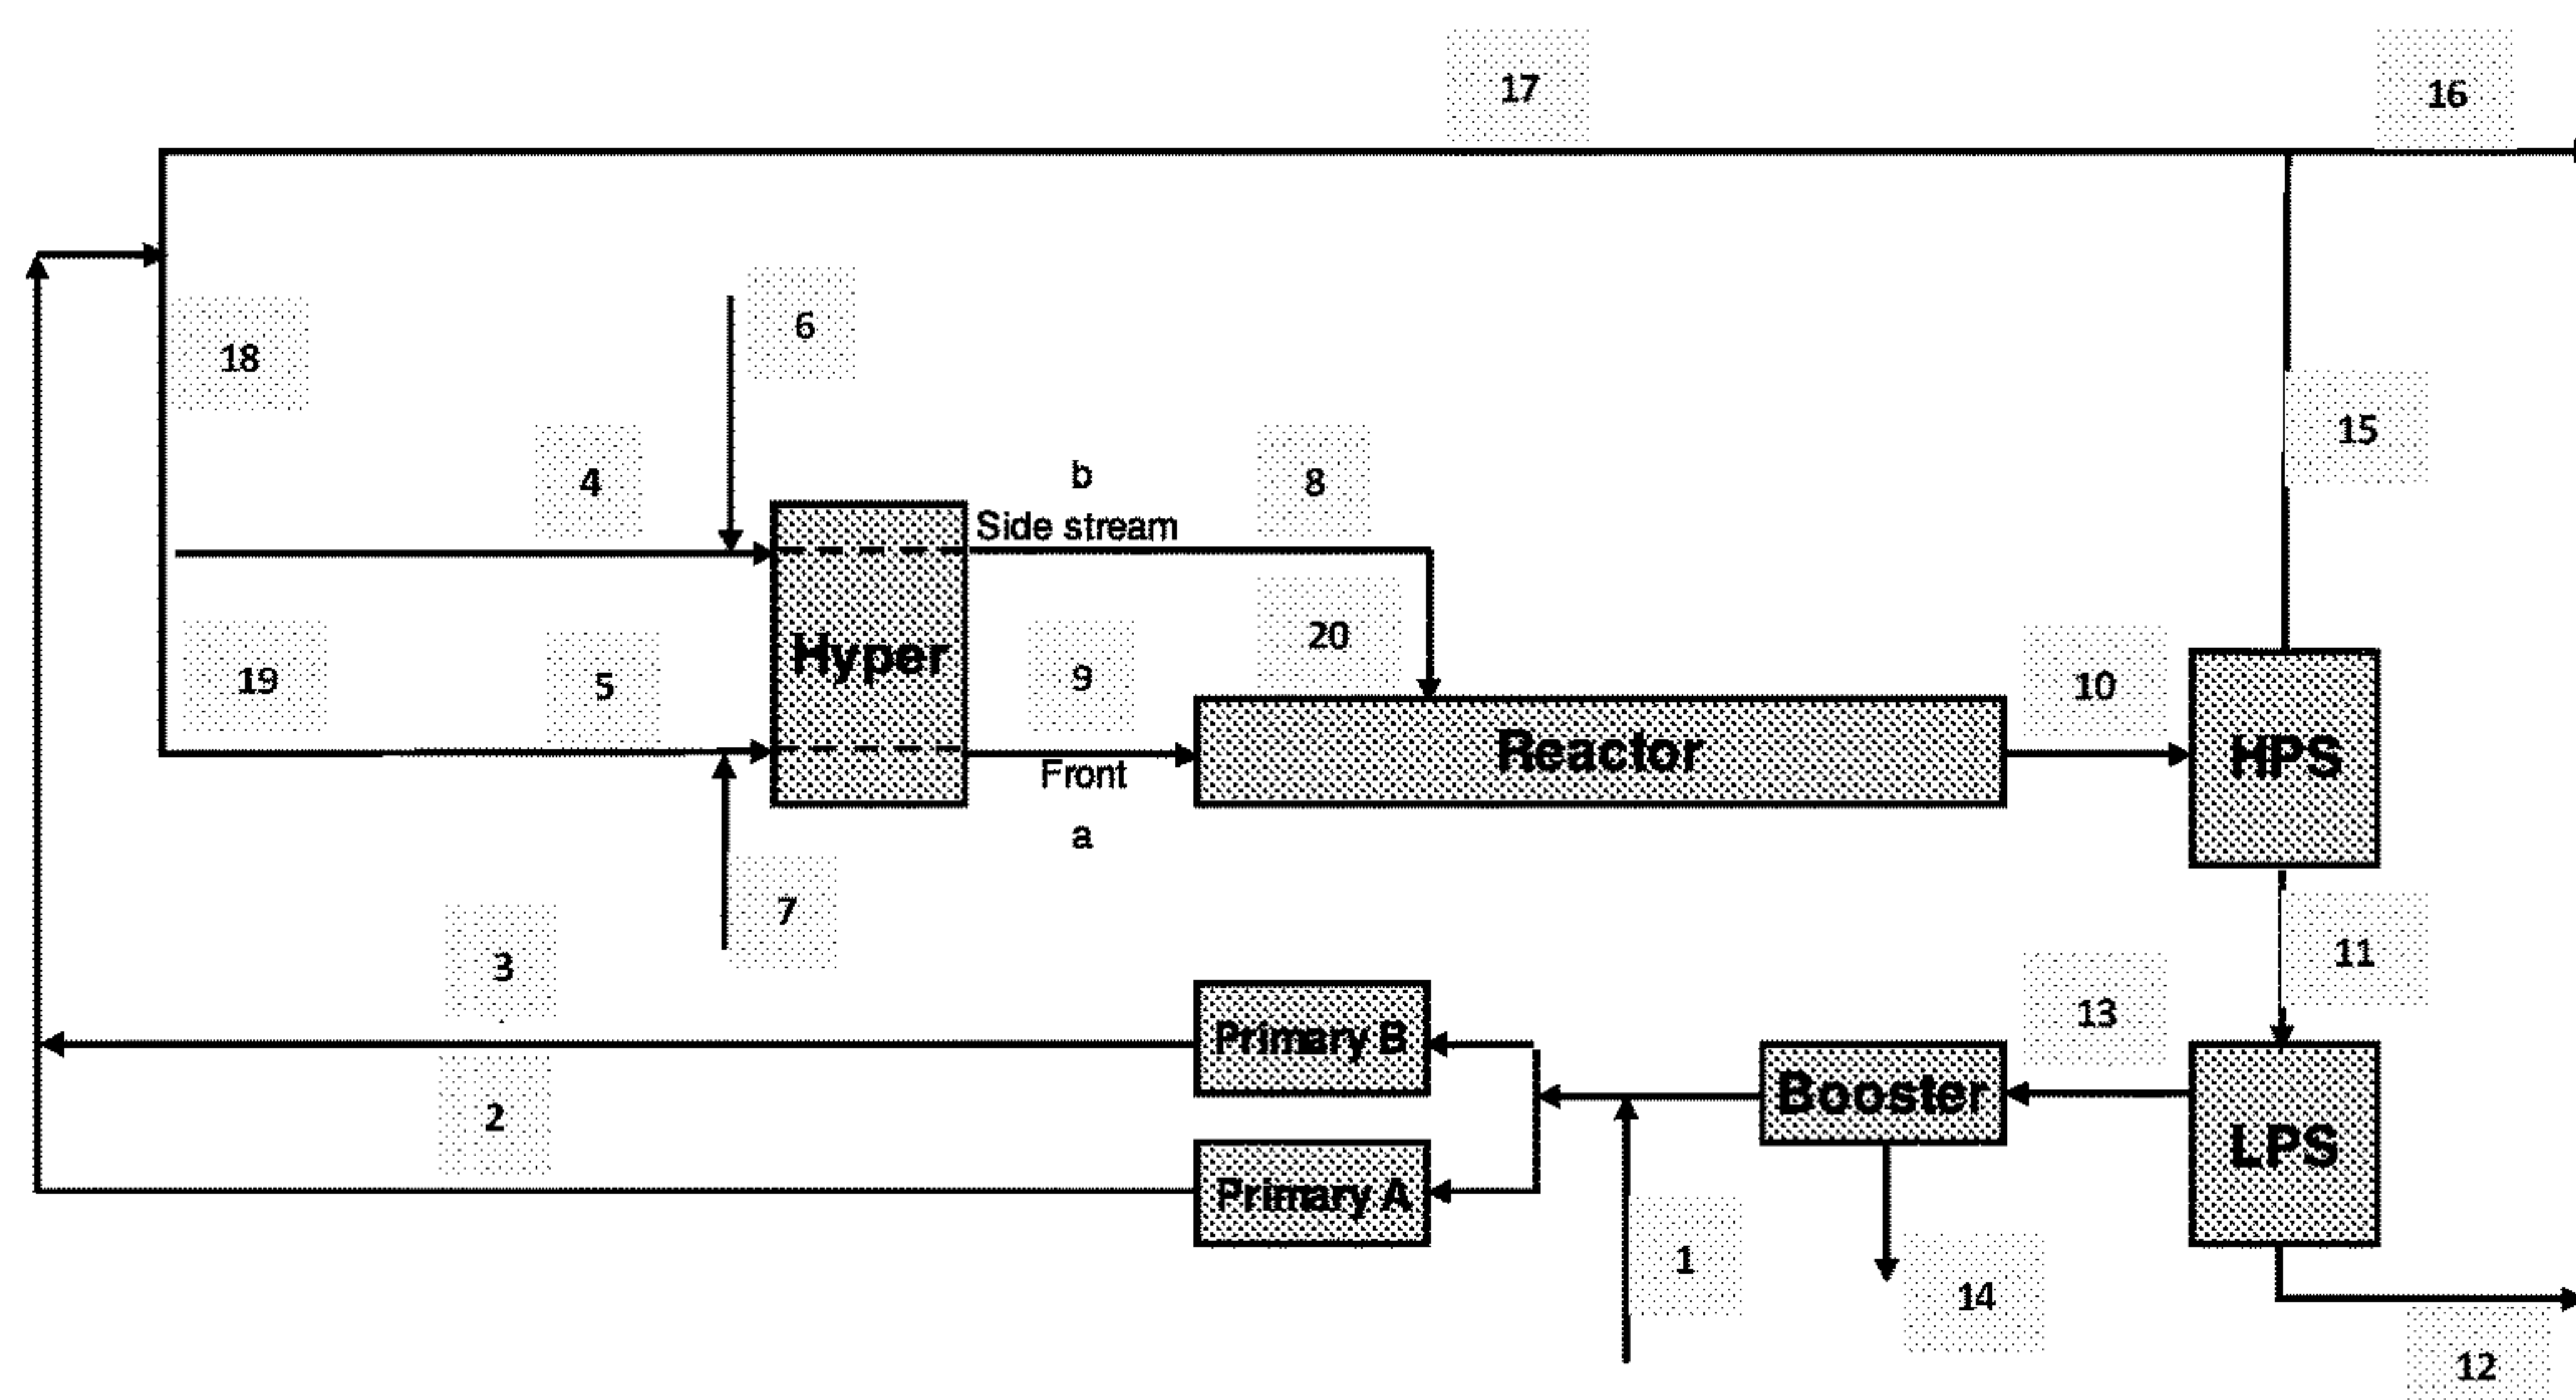 17
16
6
18
15
4
b
8
Side stream
20
Hyper
9
19
5
10
Reactor
HPS
Front
a
7
11
3
13
Primary B
Booster
2
LPS
Primary A
1
14
12